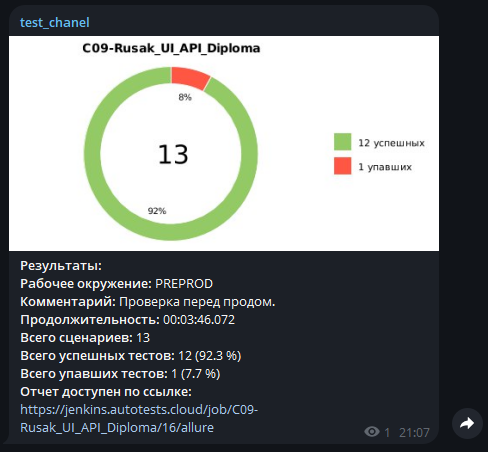 test_chanel
C09-Rusak_UI_API_Diploma
8%
12 успешных
13
1 упавших
92%
Результаты:
Рабочее окружение: PREPROD
Комментарий: Проверка перед продом.
Продолжительность: 00:03:46.072
Всего сценариев: 13
Всего успешных тестов: 12 (92.3 %)
Всего упавших тестов: 1 (7.7 %)
Отчет доступен по ссылке:
https://jenkins.autotests.cloud/job/C09-
Rusak_UI_API_Diploma/16/allure
1 21:07